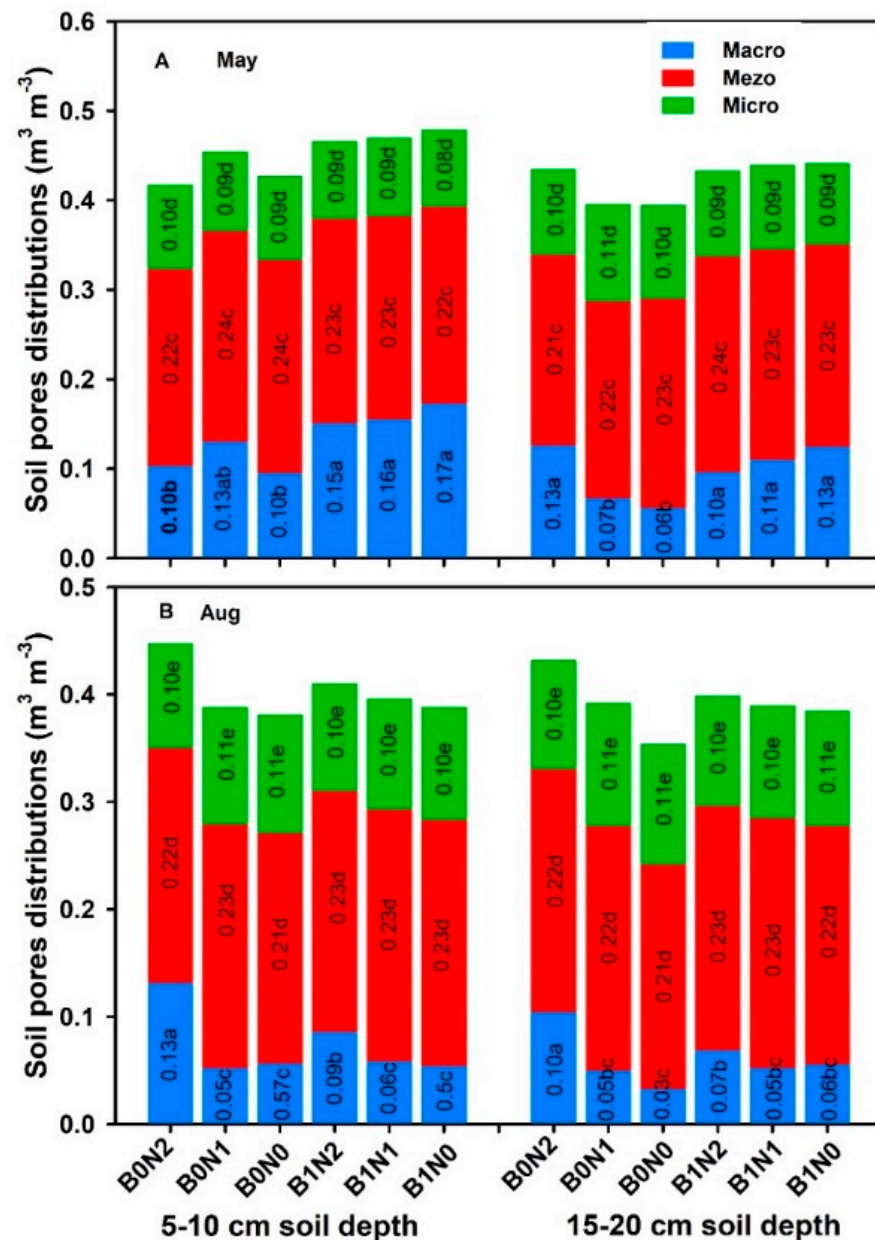 0.6
A May
Macro
Mezo
Micro
Soil pores distributions (m³ m⁻³)
0.5
0.4
0.3
0.2
0.1
0.0
0.10d
0.09d
0.09d
0.09d
0.09d
0.08d
0.10d
0.11d
0.10d
0.09d
0.09d
0.09d
0.22c
0.24c
0.24c
0.23c
0.23c
0.22c
0.21c
0.22c
0.23c
0.24c
0.23c
0.23c
0.10b
0.13ab
0.10b
0.15a
0.16a
0.17a
0.13a
0.07b
0.06b
0.10a
0.11a
0.13a
0.5
B Aug
Soil pores distributions (m³ m⁻³)
0.4
0.3
0.2
0.1
0.0
0.10e
0.11e
0.11e
0.10e
0.10e
0.10e
0.10e
0.11e
0.11e
0.10e
0.11e
0.11e
0.22d
0.23d
0.21d
0.23d
0.23d
0.23d
0.22d
0.22d
0.21d
0.23d
0.23d
0.22d
0.13a
0.05c
0.57c
0.09b
0.06c
0.5c
0.10a
0.05bc
0.03c
0.07b
0.05bc
0.06bc
B0N2 B0N1 B0N0 B1N2 B1N1 B1N0 B0N2 B0N1 B0N0 B1N2 B1N1 B1N0
5-10 cm soil depth 15-20 cm soil depth